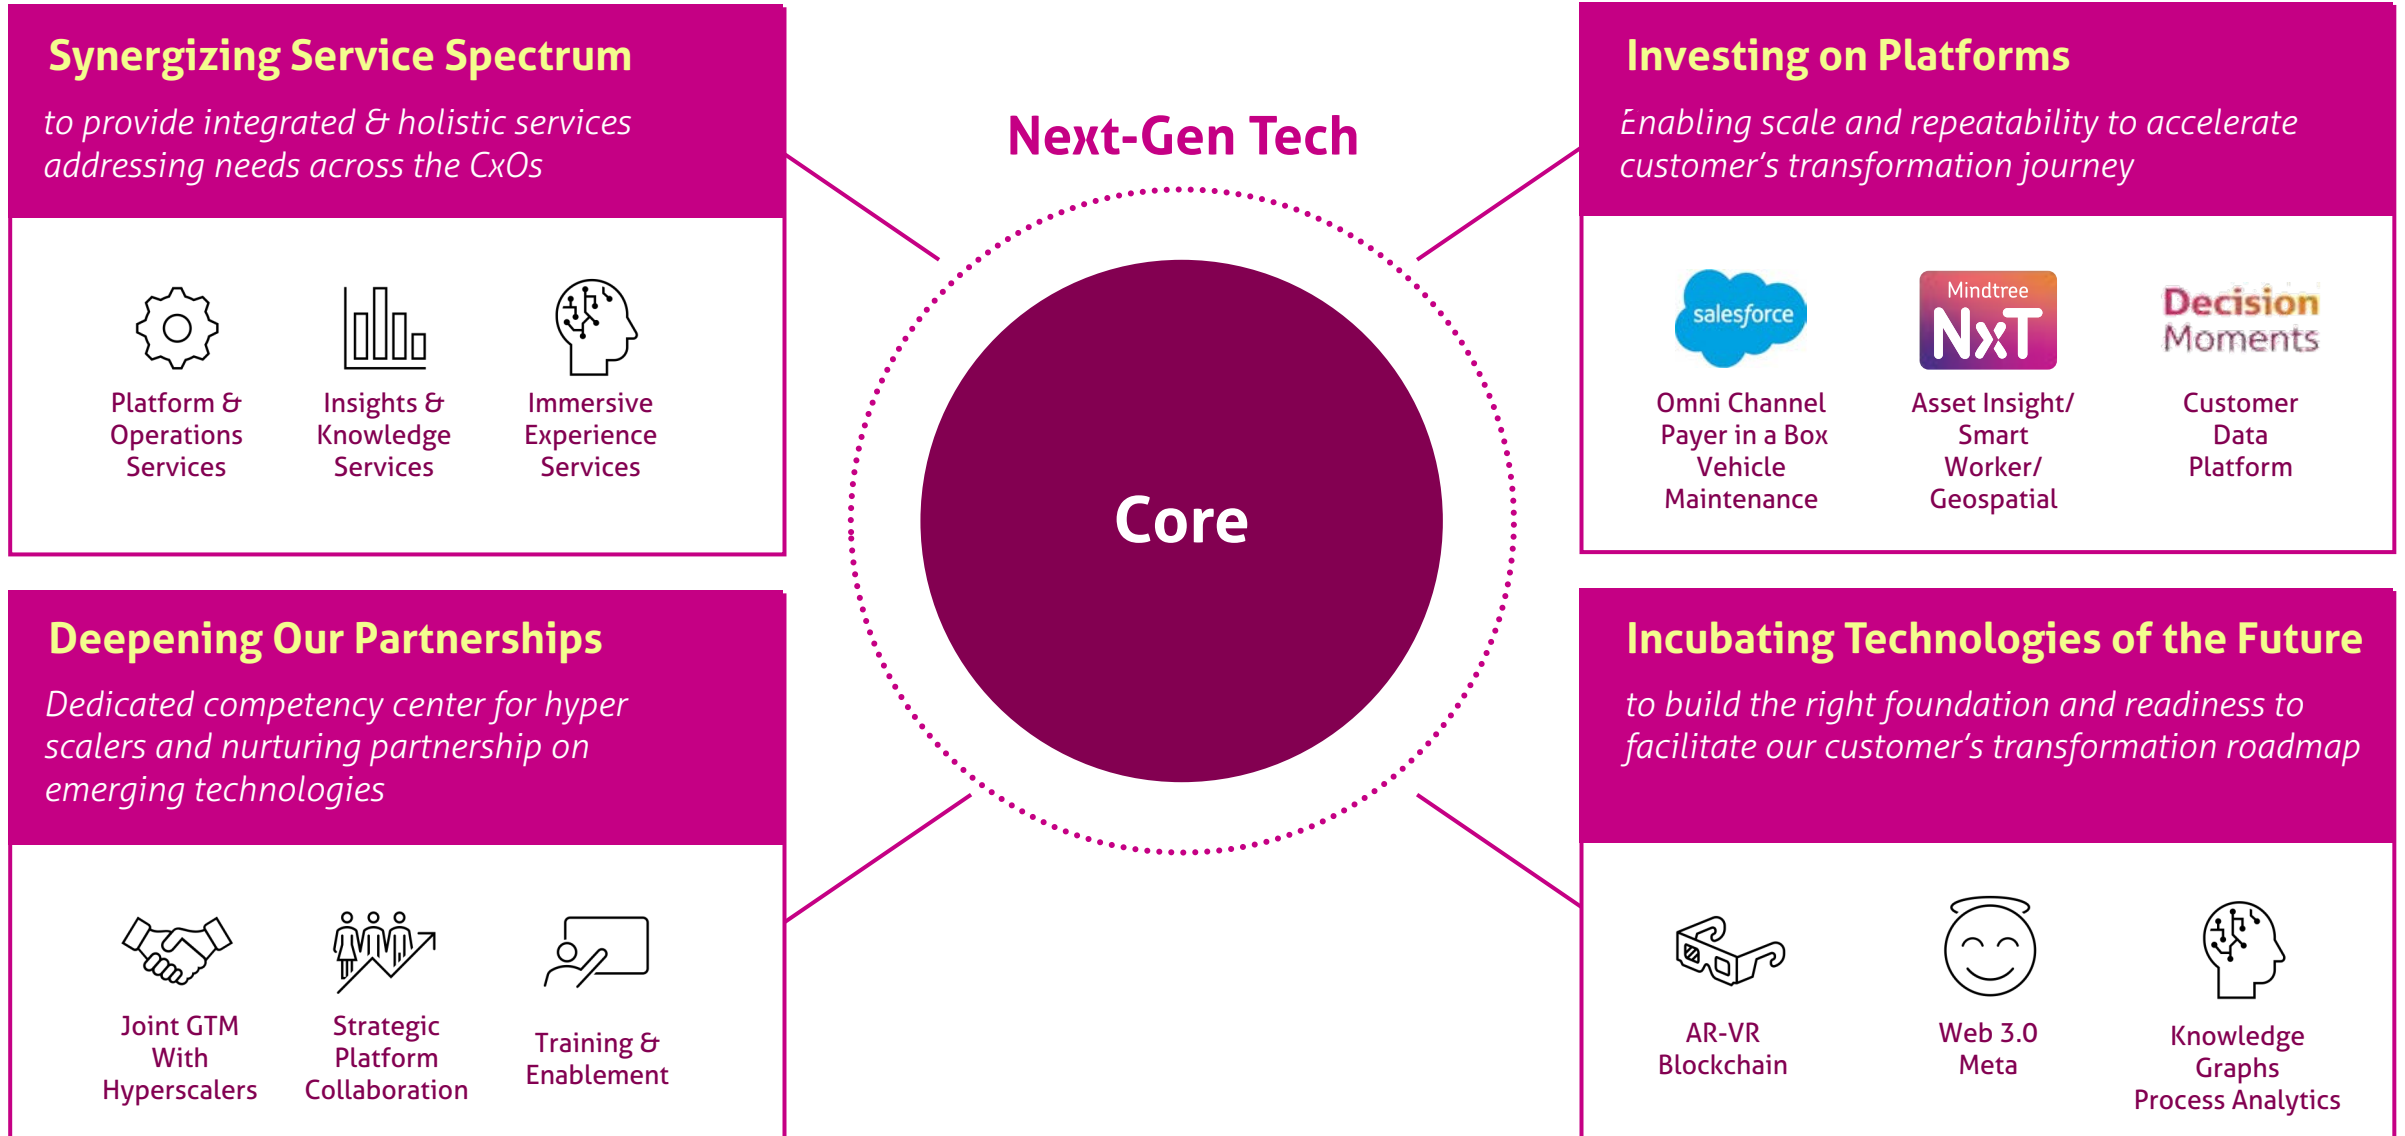 Synergizing Service Spectrum
to provide integrated & holistic services
addressing needs across the CxOs
Platform &
Operations
Services
Insights &
Knowledge
Services
Immersive
Experience
Services
Next-Gen Tech
Core
Investing on Platforms
Enabling scale and repeatability to accelerate
customer's transformation journey
salesforce
Omni Channel
Payer in a Box
Vehicle
Maintenance
Mindtree
NxT
Asset Insight/
Smart
Worker/
Geospatial
Decision
Moments
Customer
Data
Platform
Deepening Our Partnerships
Dedicated competency center for hyper
scalers and nurturing partnership on
emerging technologies
Joint GTM
With
Hyperscalers
Strategic
Platform
Collaboration
Training &
Enablement
Incubating Technologies of the Future
to build the right foundation and readiness to
facilitate our customer's transformation roadmap
AR-VR
Blockchain
Web 3.0
Meta
Knowledge
Graphs
Process Analytics